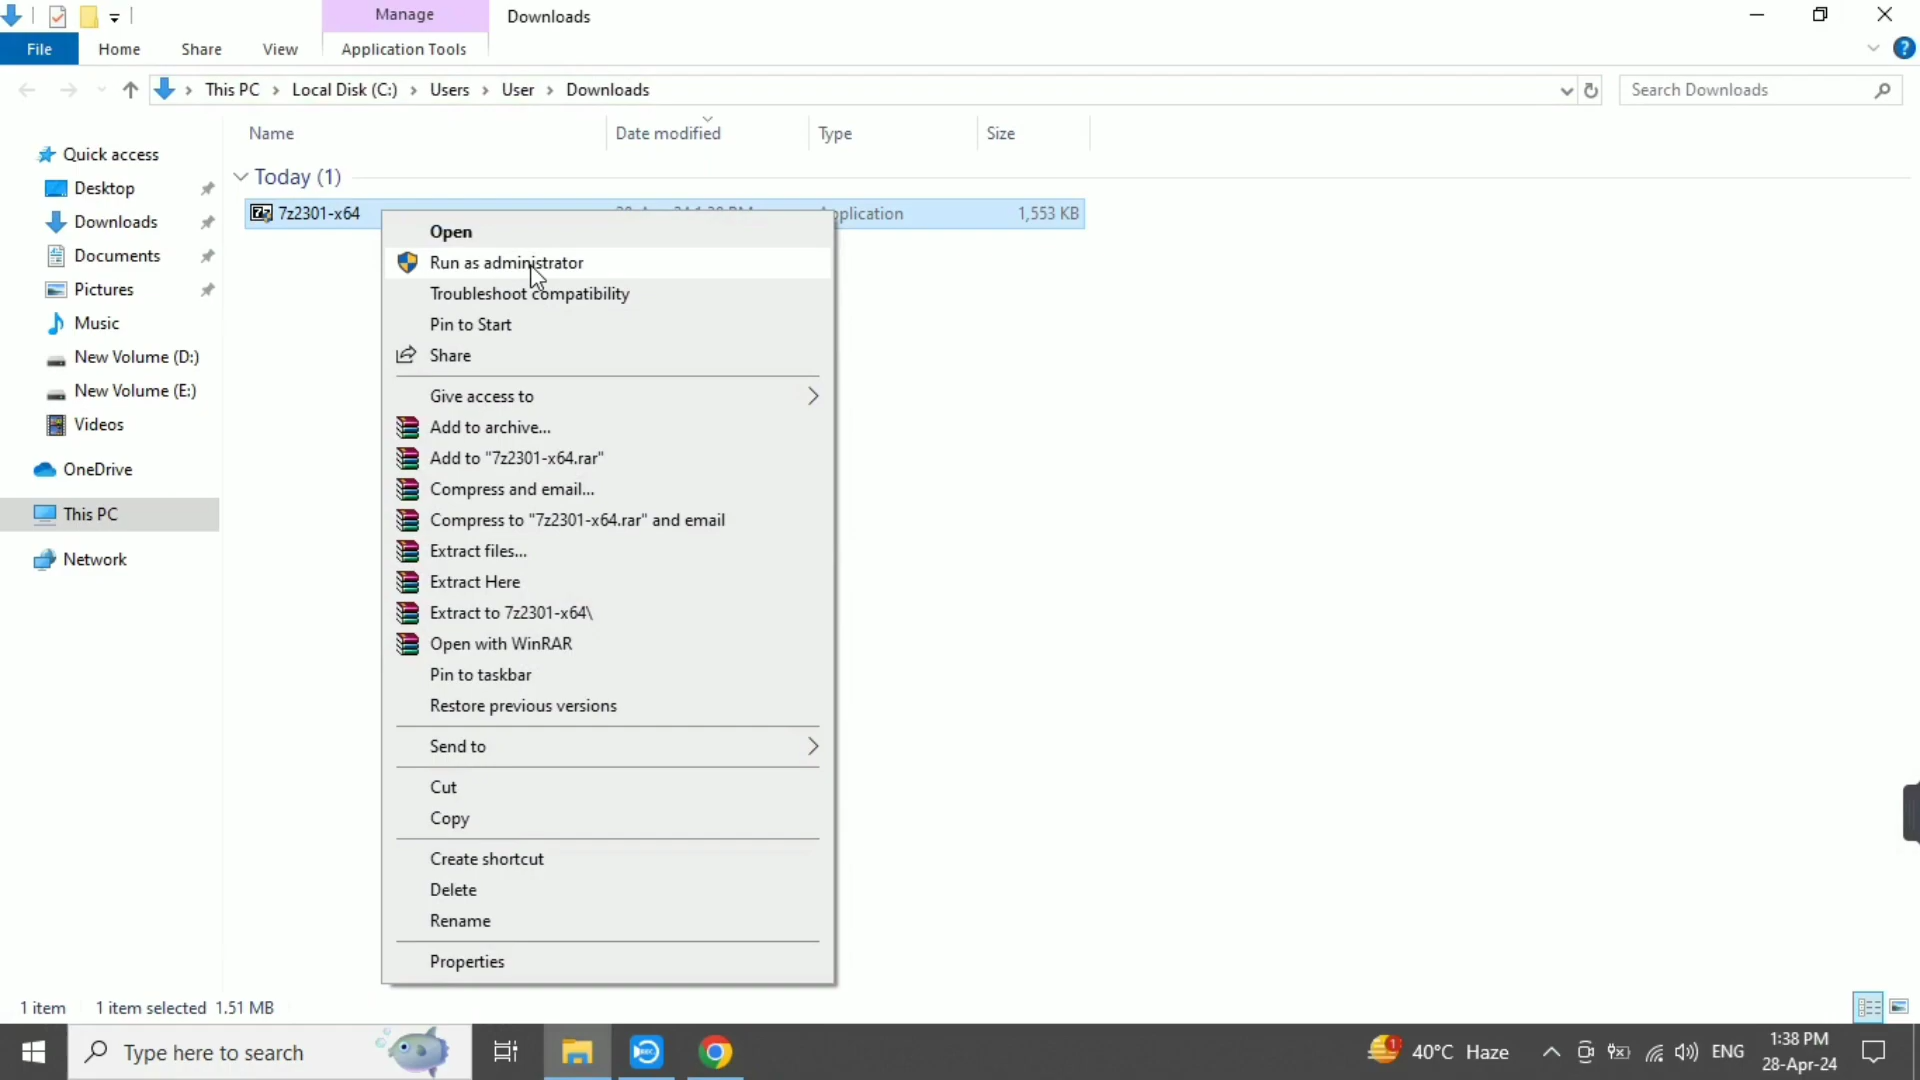 Manage
Downloads
File
Home
Share
View
Application Tools
This PC
Local Disk (C:)
Users
User
Downloads
Search Downloads
Name
Date modified
Type
Size
Quick access
Desktop
Downloads
Documents
Pictures
Music
New Volume (D:)
New Volume (E:)
Videos
OneDrive
This PC
Network
Today (1)
7z2301-x64
1,553 KB
Open
Run as administrator
Troubleshoot compatibility
Pin to Start
Share
Give access to
Add to archive...
Add to "7z2301-x64.rar"
Compress and email...
Compress to "7z2301-x64.rar" and email
Extract files...
Extract Here
Extract to 7z2301-x64\
Open with WinRAR
Pin to taskbar
Restore previous versions
Send to
Cut
Copy
Create shortcut
Delete
Rename
Properties
1 item
1 item selected 1.51 MB
Type here to search
REC
1
40°C Haze
ENG
1:38 PM
28-Apr-24